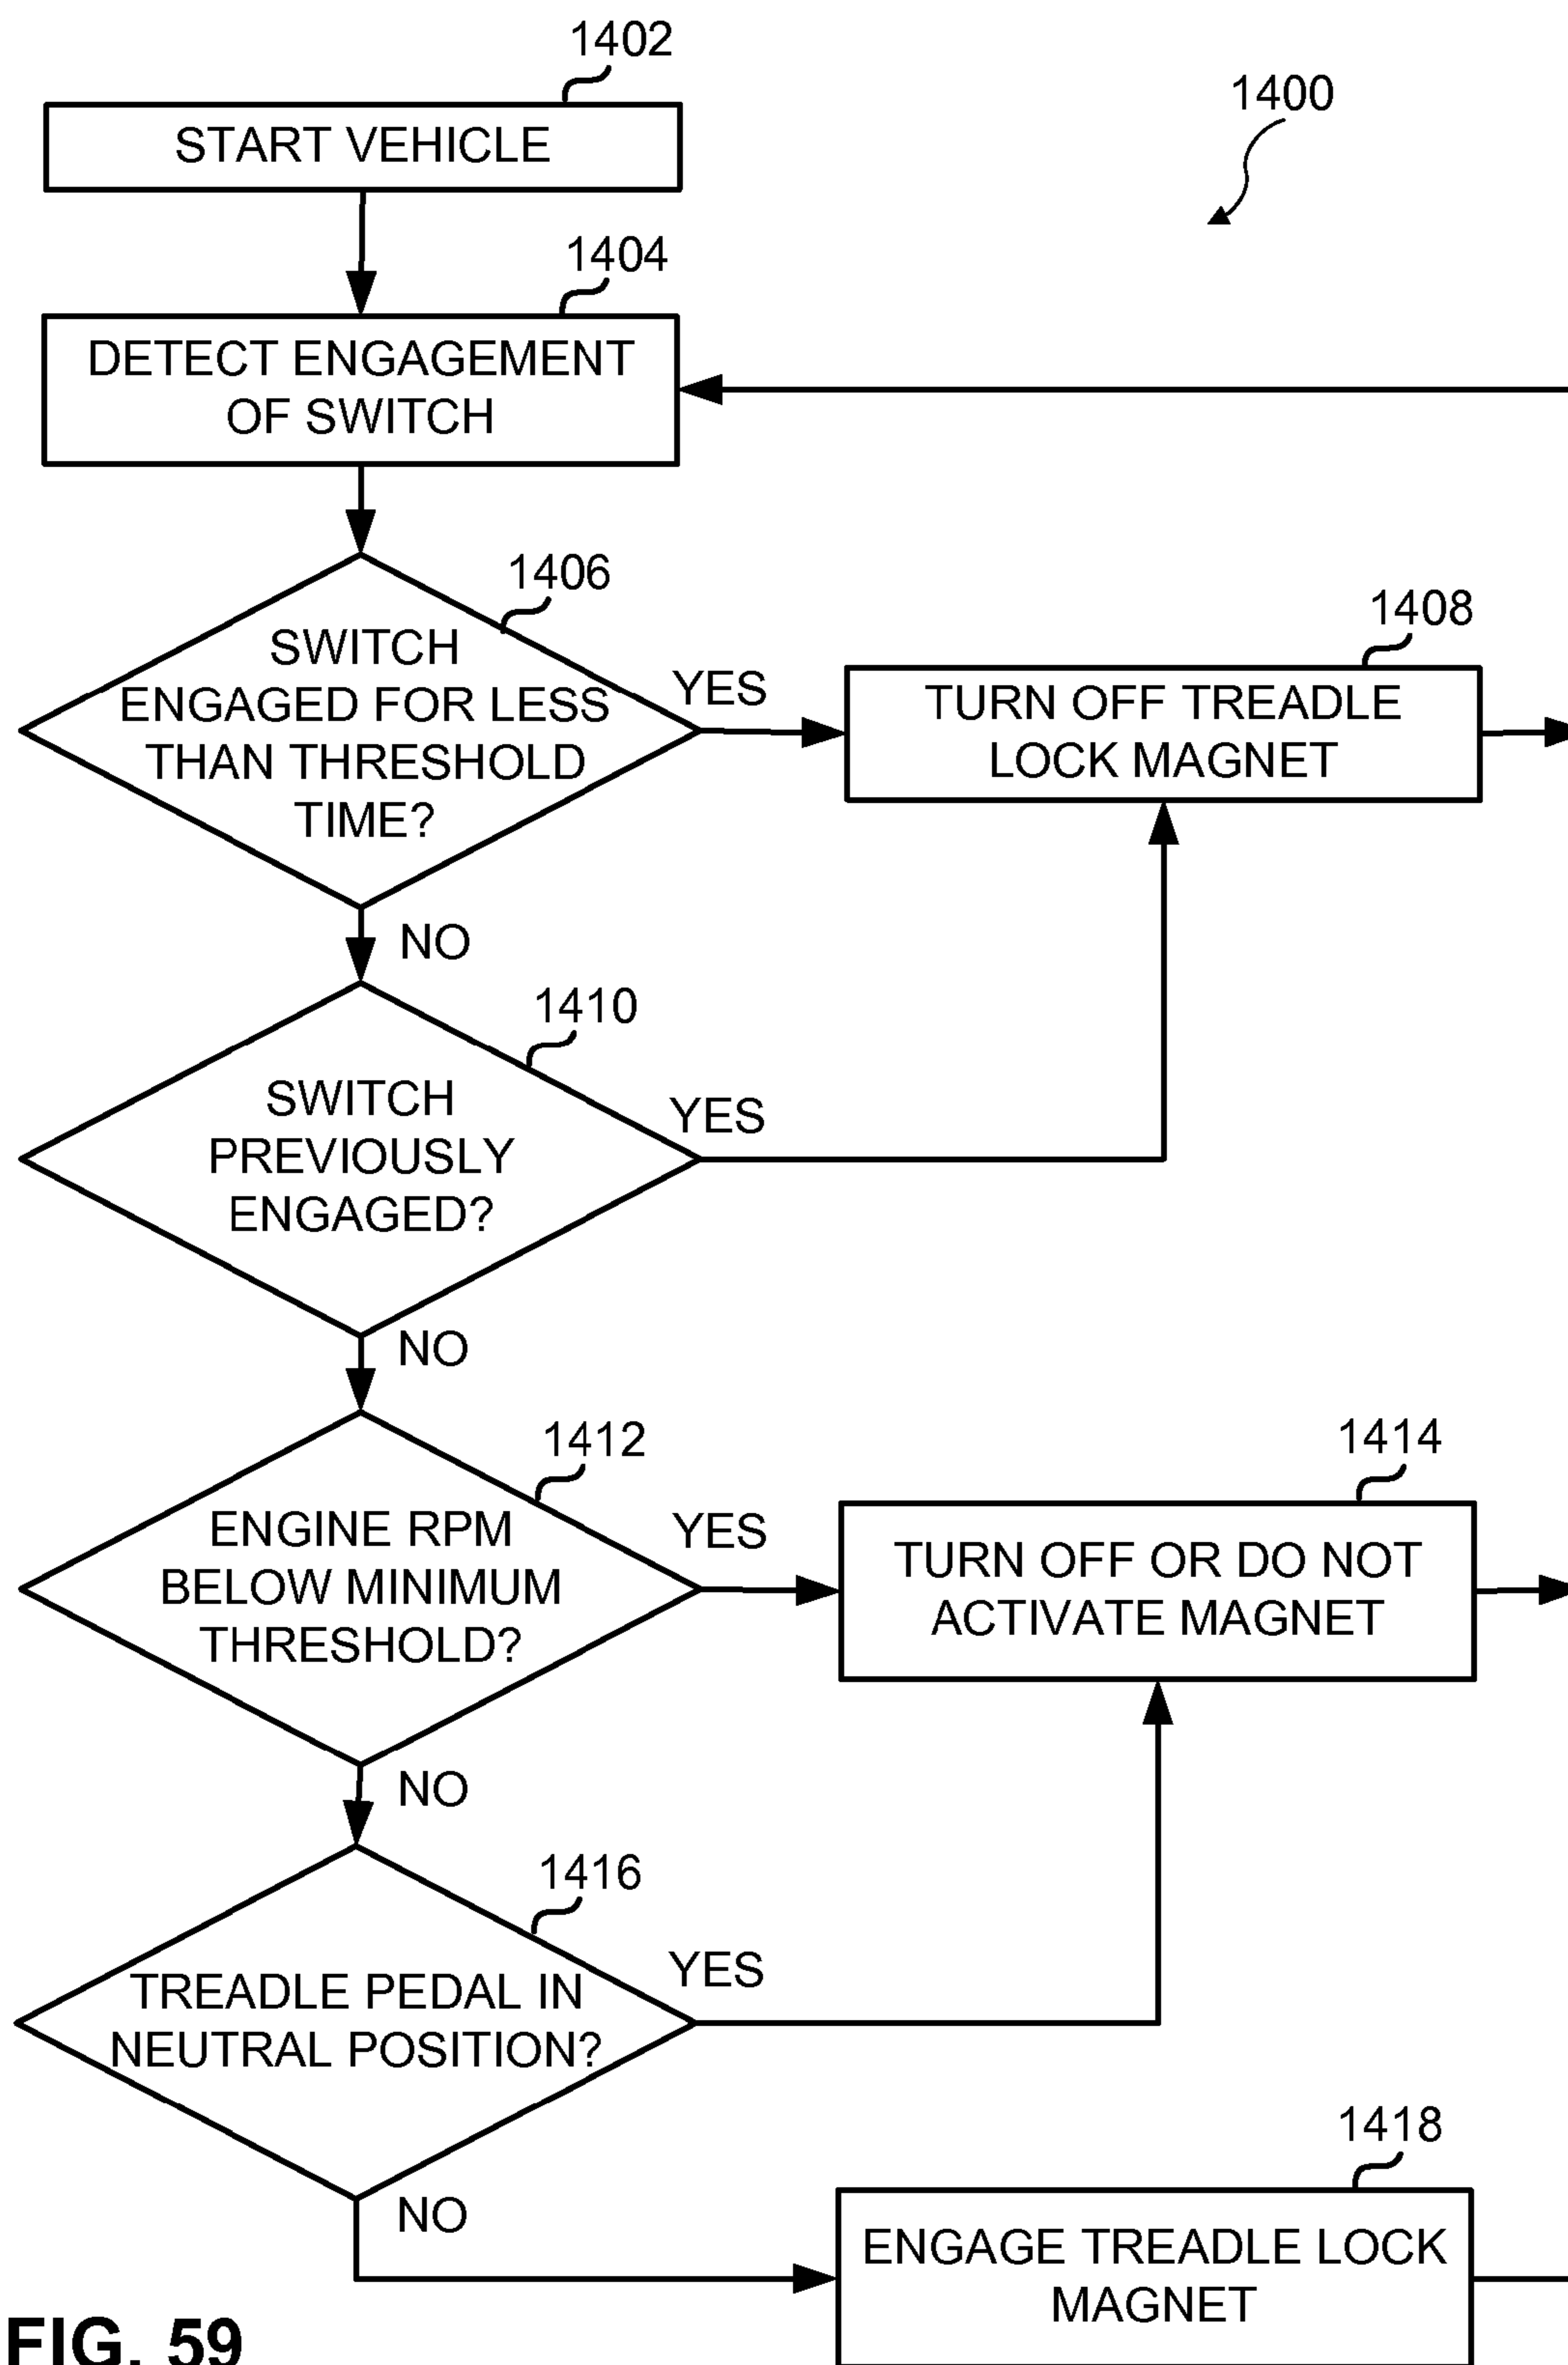 1402
START VEHICLE
1400
1404
DETECT ENGAGEMENT
OF SWITCH
1406
SWITCH
ENGAGED FOR LESS
THAN THRESHOLD
TIME?
YES
1408
TURN OFF TREADLE
LOCK MAGNET
NO
1410
SWITCH
PREVIOUSLY
ENGAGED?
YES
NO
1412
ENGINE RPM
BELOW MINIMUM
THRESHOLD?
YES
1414
TURN OFF OR DO NOT
ACTIVATE MAGNET
NO
1416
TREADLE PEDAL IN
NEUTRAL POSITION?
YES
NO
1418
ENGAGE TREADLE LOCK
MAGNET
FIG. 59